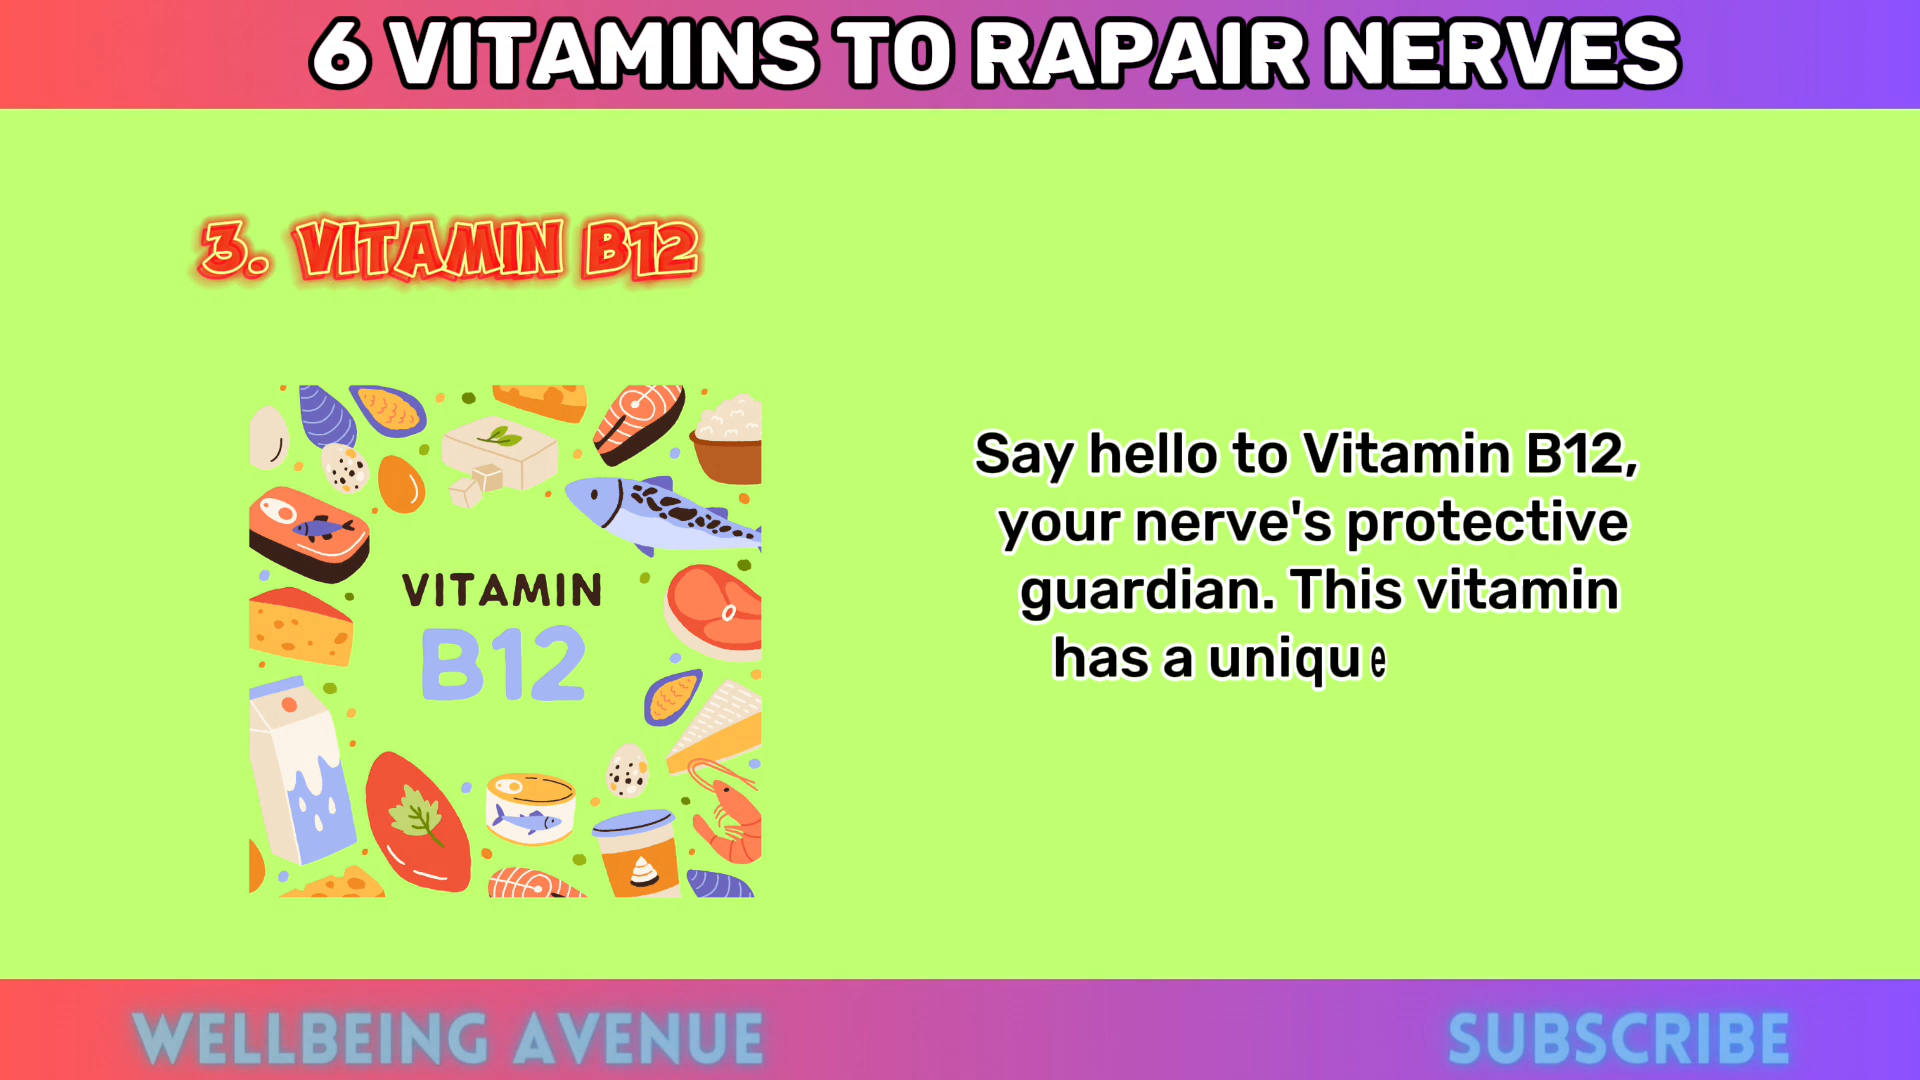 6 VITAMINS TO RAPAIR NERVES
3. VITAMIN B12
VITAMIN
B12
Say hello to Vitamin B12,
your nerve's protective
guardian. This vitamin
has a unique
WELLBEING AVENUE
SUBSCRIBE